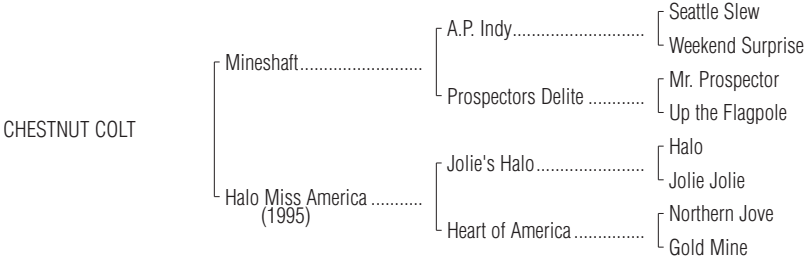 Seattle Slew
A.P. Indy............................
Weekend Surprise
Mineshaft..........................
Mr. Prospector
Prospectors Delite ............
Up the Flagpole
CHESTNUT COLT
Halo
Jolie's Halo.......................
Jolie Jolie
Halo Miss America ...........
(1995)
Northern Jove
Heart of America ...............
Gold Mine